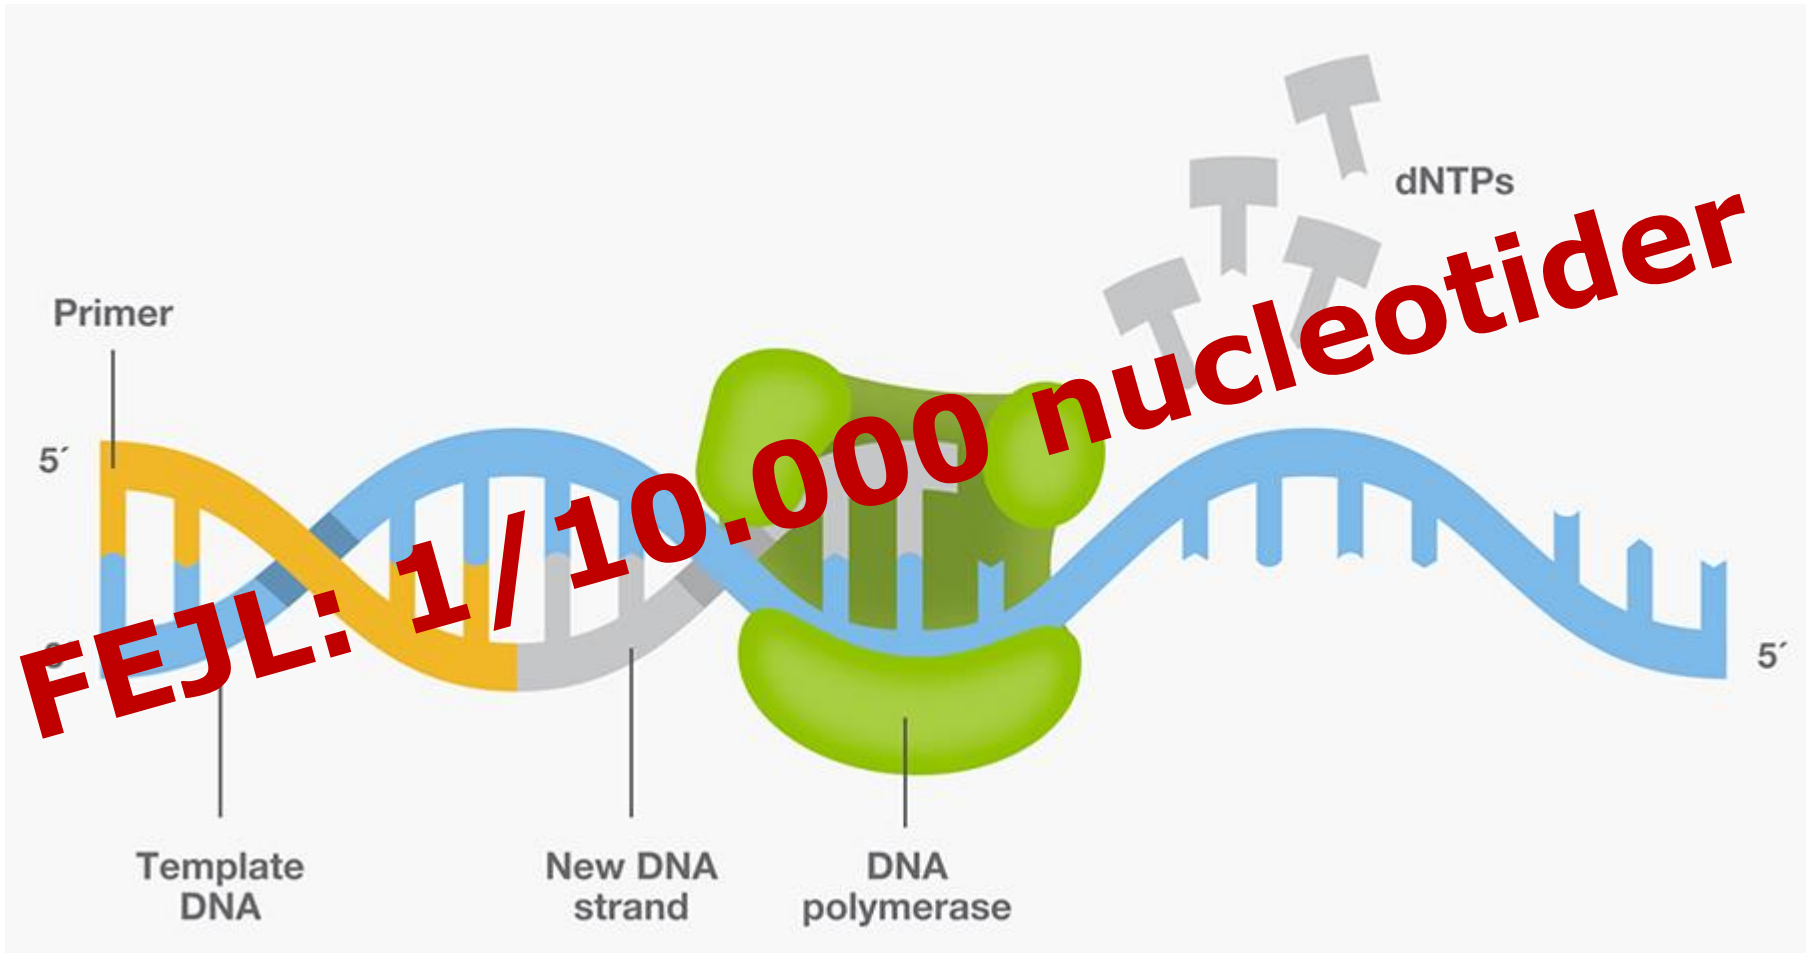 dNTPs
Primer
5´
FEJL: 1/10.000 nucleotider
5´
Template
DNA
New DNA
strand
DNA
polymerase